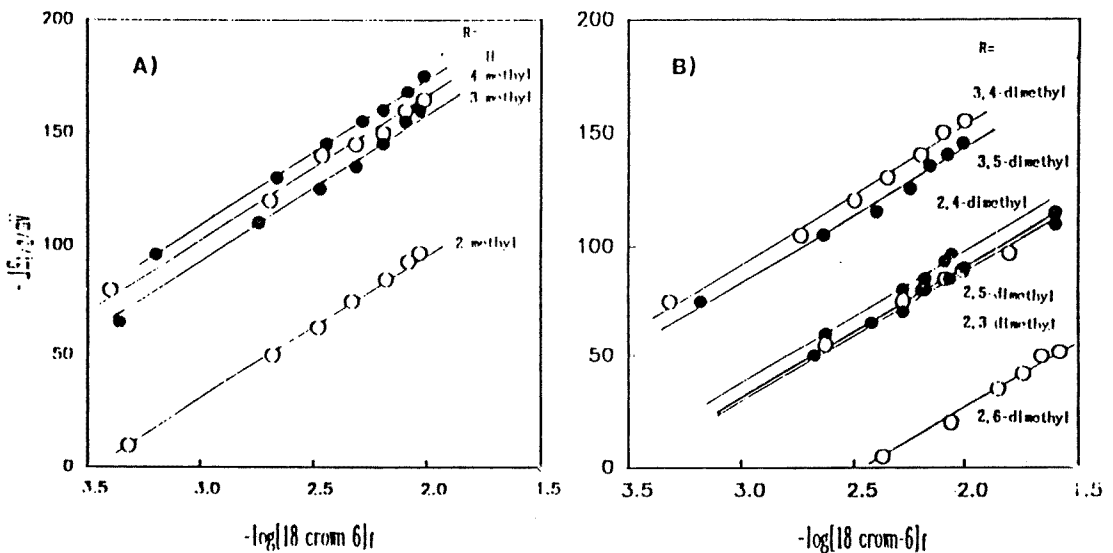 200
150
100
50
0
A)
R-
H
4 methyl
3 methyl
2 methyl
3.5
3.0
2.5
2.0
1.5
-log[18 crown 6]f
200
150
100
50
0
B)
R=
3,4-dimethyl
3,5-dimethyl
2,4-dimethyl
2,5-dimethyl
2,3 dimethyl
2,6-dimethyl
3.5
3.0
2.5
2.0
1.5
-log[18 crown-6]f